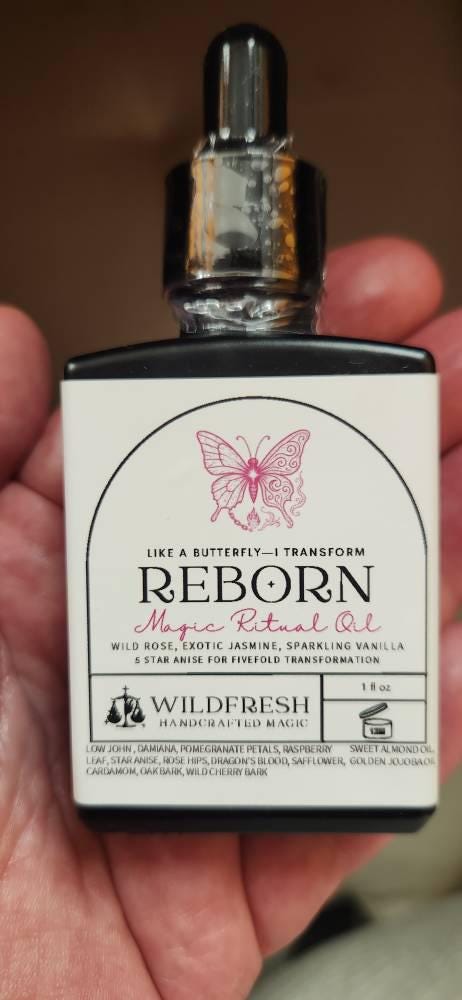 LIKE A BUTTERFLY—I TRANSFORM
REBORN
Magic Ritual Oil
WILD ROSE, EXOTIC JASMINE, SPARKLING VANILLA
5 STAR ANISE FOR FIVEFOLD TRANSFORMATION
WILDFRESH
HANDCRAFTED MAGIC
1 fl oz
LOW JOHN, DAMIANA, POMEGRANATE PETALS, RASPBERRY
LEAF, STAR ANISE, ROSE HIPS, DRAGON'S BLOOD, SAFFLOWER,
CARDAMOM, OAK BARK, WILD CHERRY BARK
SWEET ALMOND OIL,
GOLDEN JOJOBA OIL